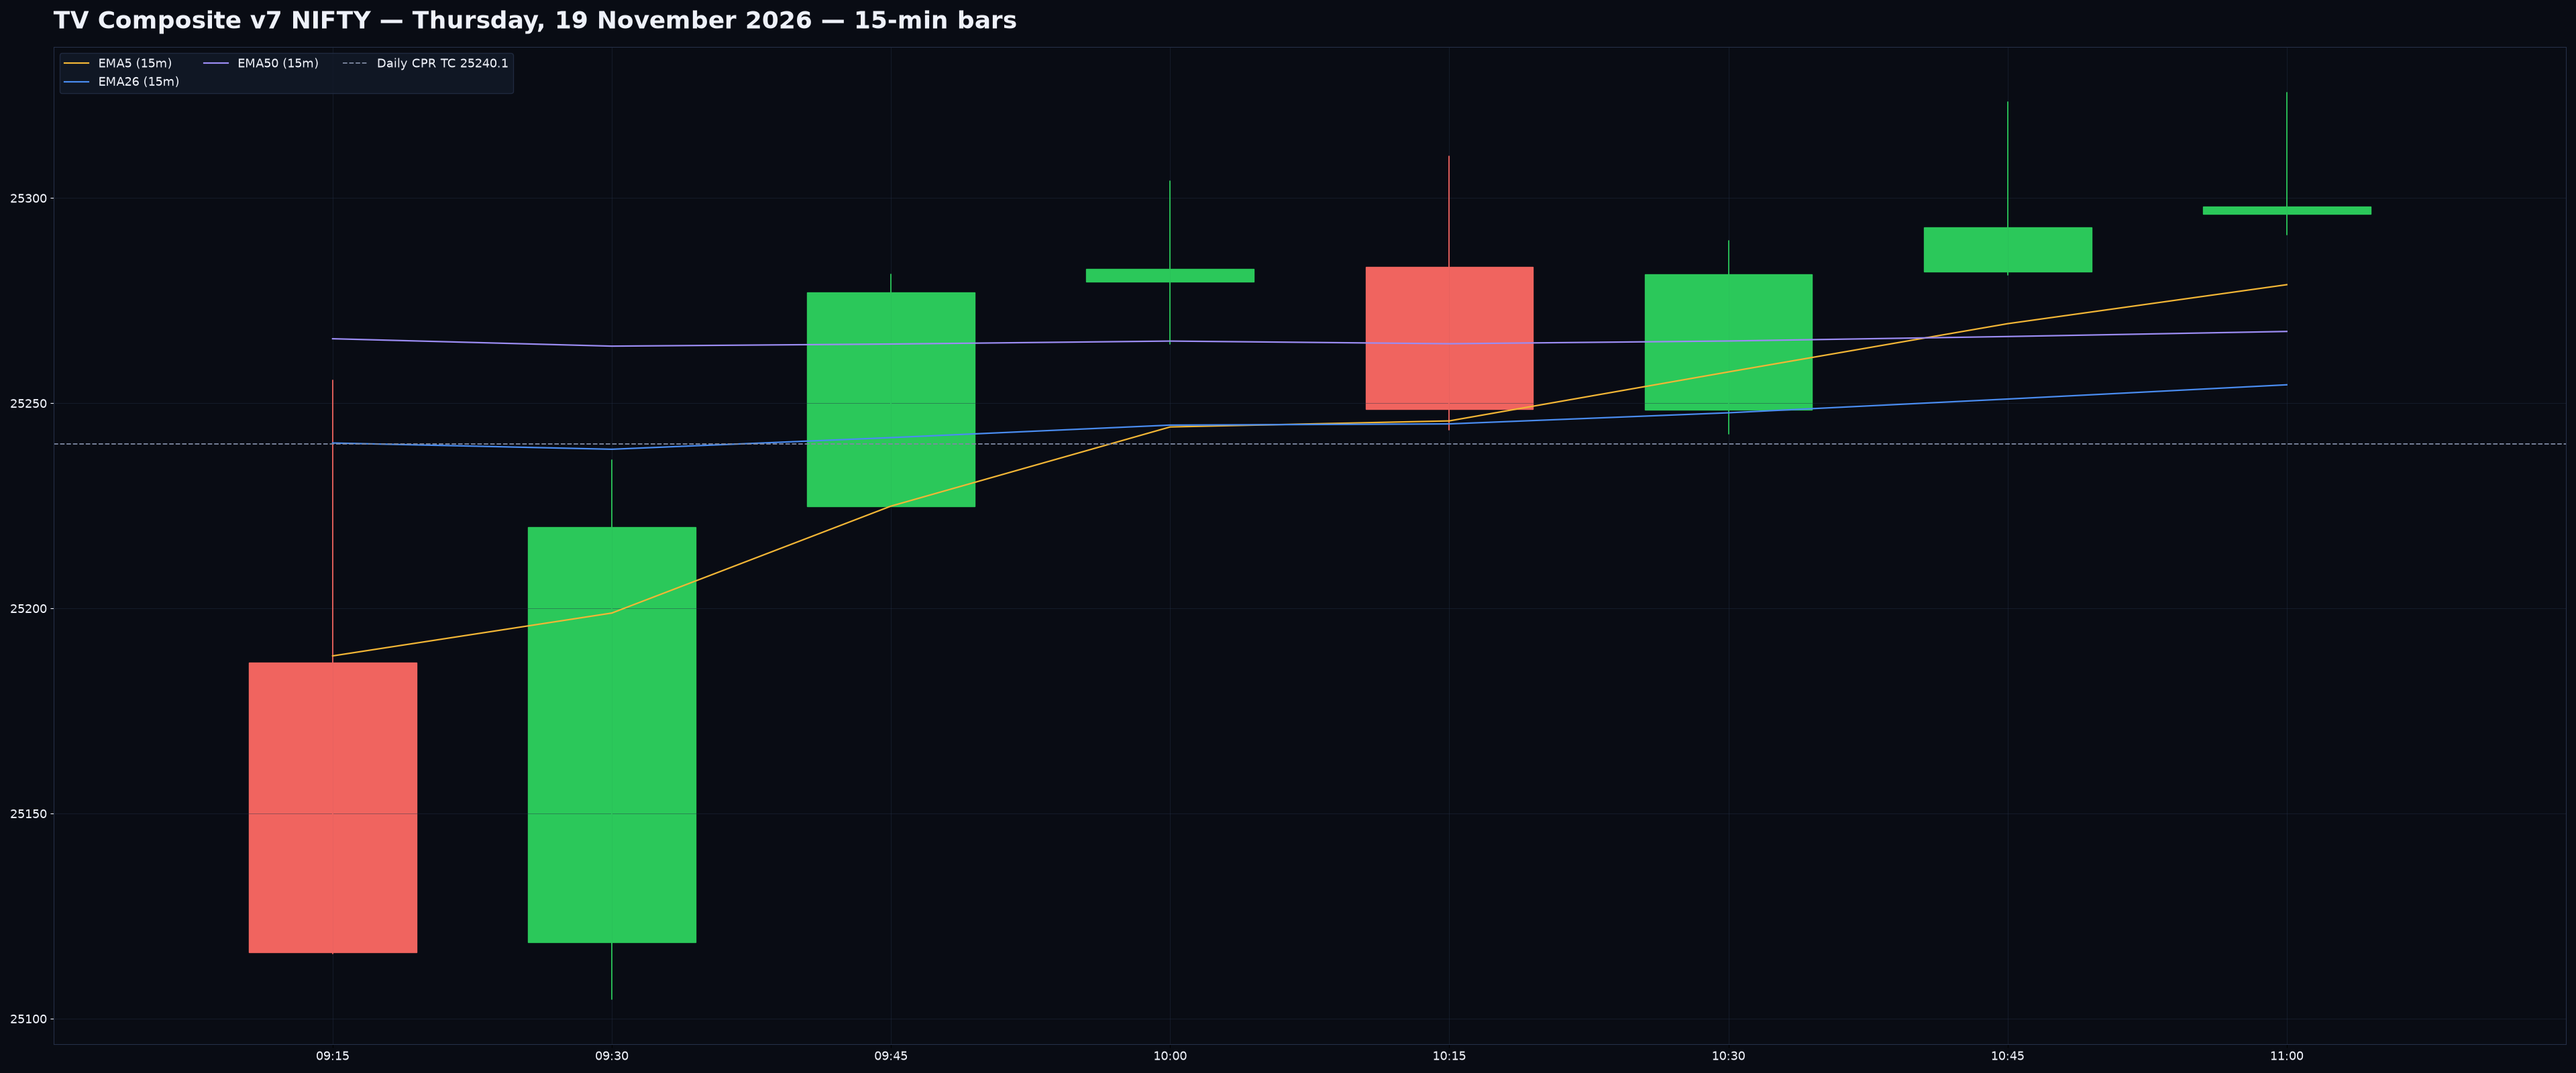 TV Composite v7 NIFTY — Thursday, 19 November 2026 — 15-min bars
EMA5 (15m) EMA50 (15m) Daily CPR TC 25240.1
EMA26 (15m)
25300
25250
25200
25150
25100
09:15 09:30 09:45 10:00 10:15 10:30 10:45 11:00